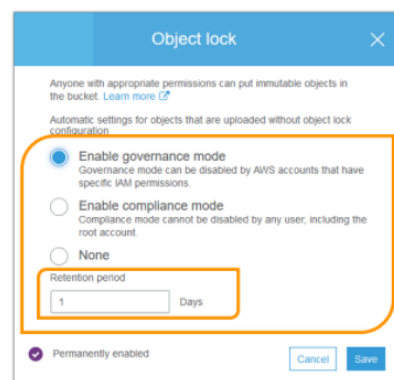 Object lock
Anyone with appropriate permissions can put immutable objects in
the bucket. Learn more
Automatic settings for objects that are uploaded without object lock
configuration
Enable governance mode
Governance mode can be disabled by AWS accounts that have
specific IAM permissions.
Enable compliance mode
Compliance mode cannot be disabled by any user, including the
root account.
None
Retention period
1 Days
Permanently enabled
Cancel Save